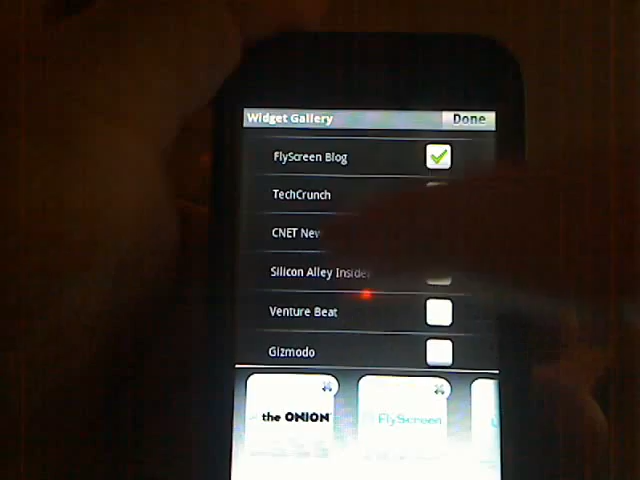 Widget Gallery Done
FlyScreen Blog
TechCrunch
CNET New
Silicon Alley Insider
Venture Beat
Gizmodo
the ONION
FlyScreen